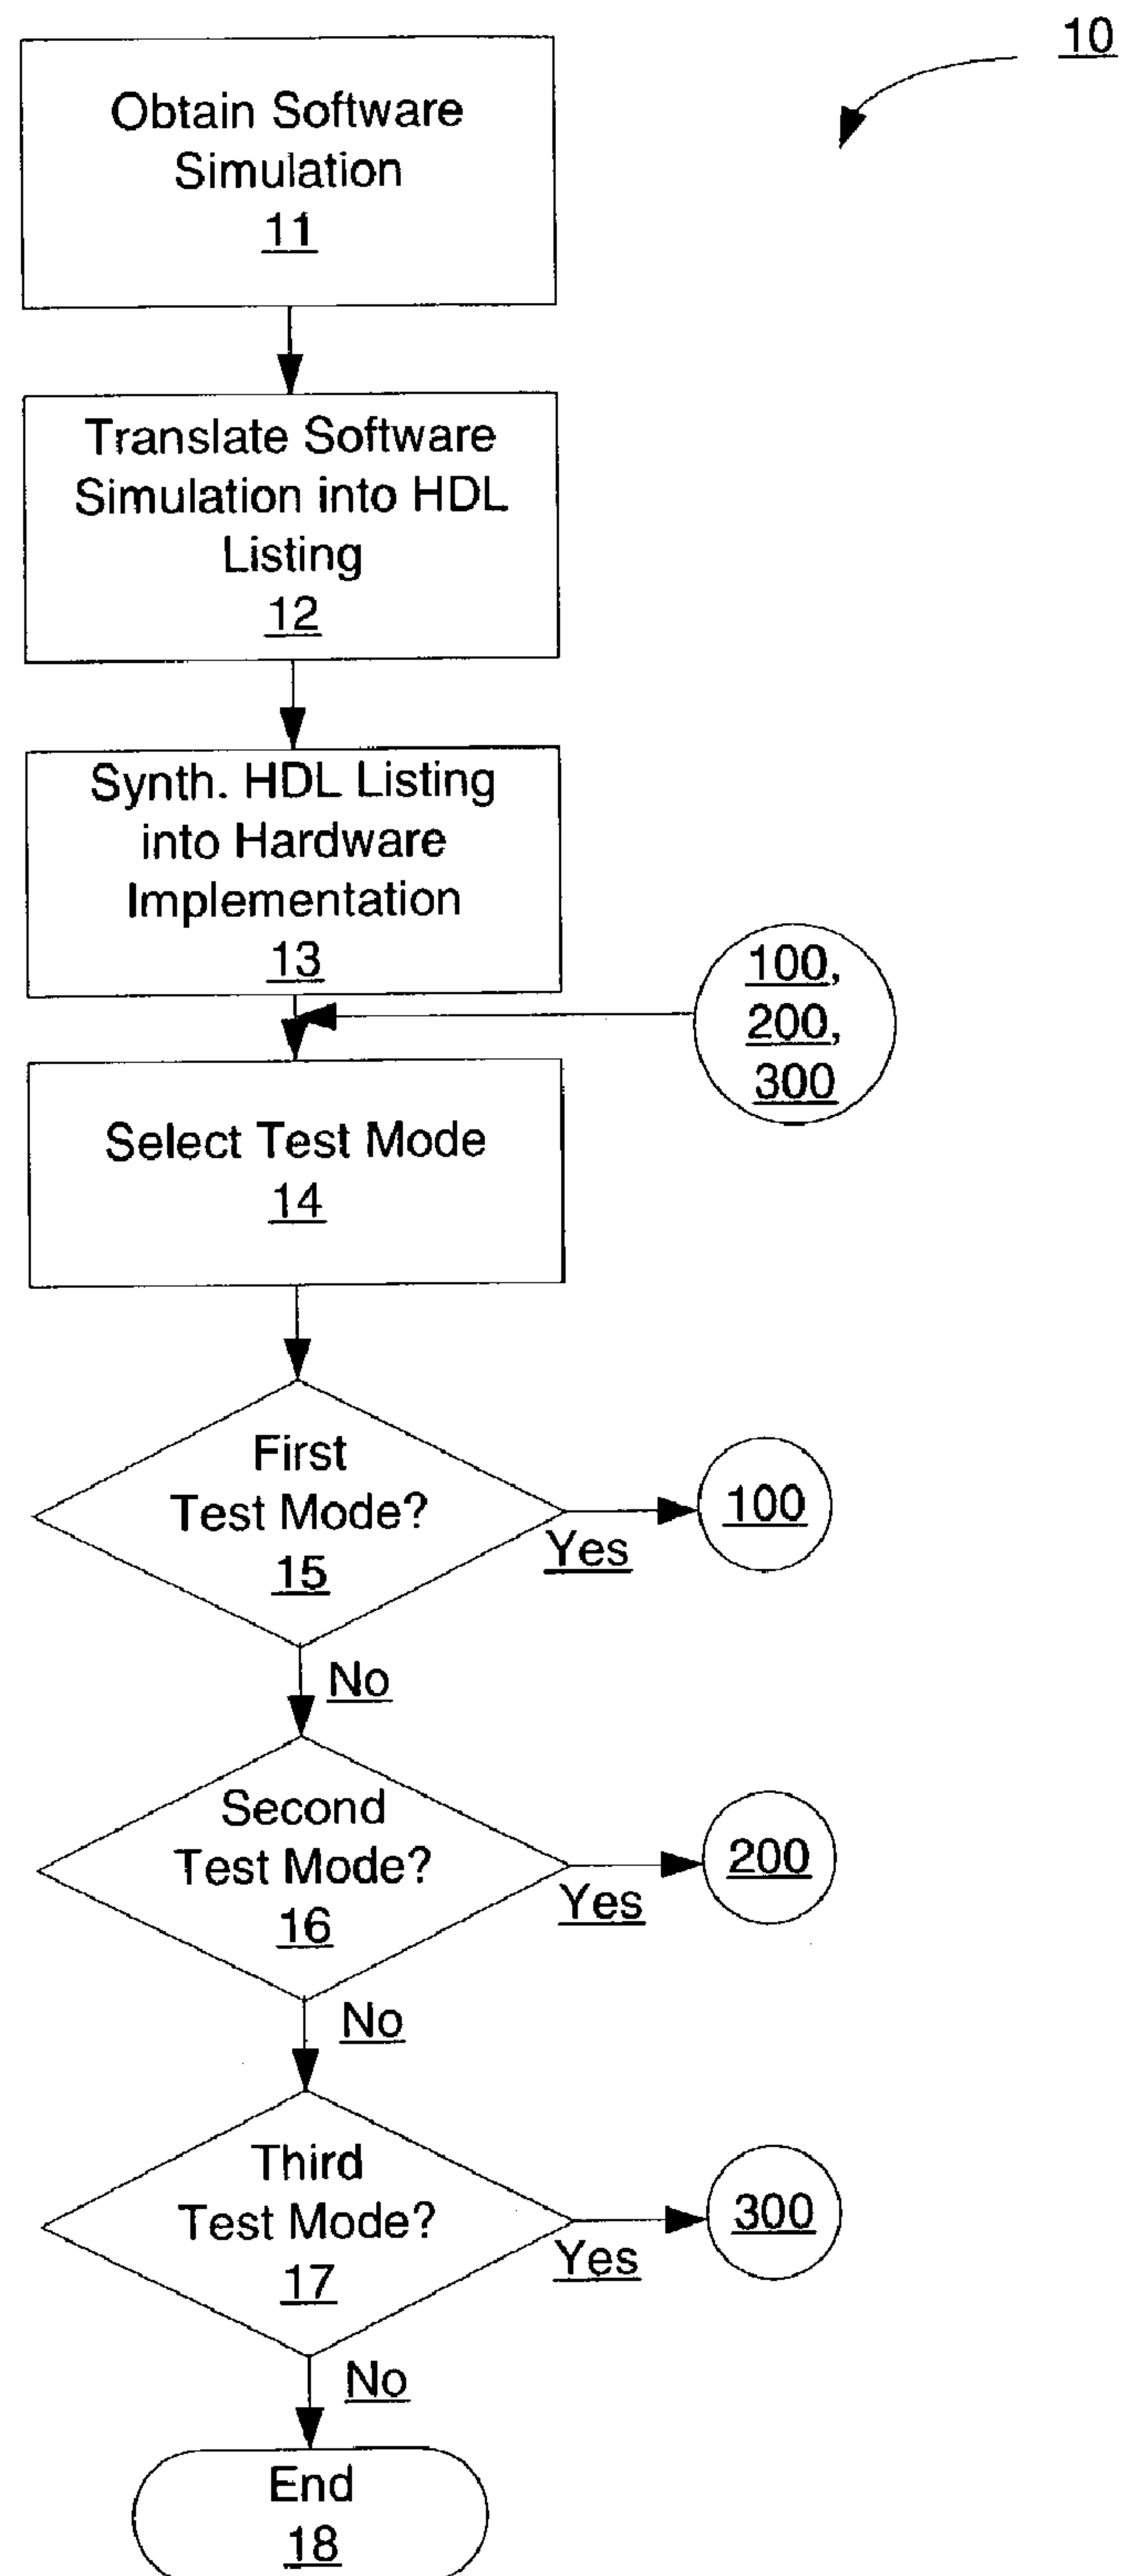 10
Obtain Software
Simulation
11
Translate Software
Simulation into HDL
Listing
12
Synth. HDL Listing
into Hardware
Implementation
13
100,
200,
300
Select Test Mode
14
First
Test Mode?
15
Yes
100
No
Second
Test Mode?
16
Yes
200
No
Third
Test Mode?
17
Yes
300
No
End
18